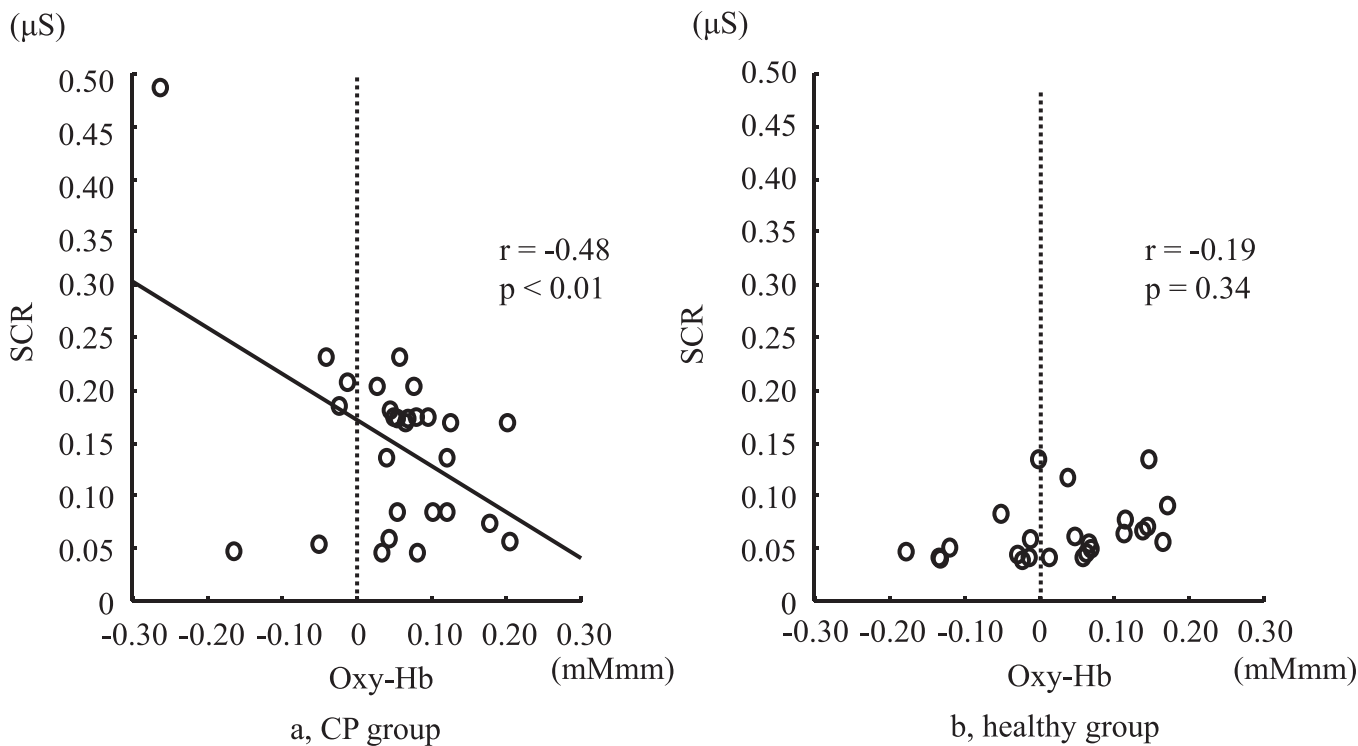 (μS)
0.50
0.45
0.40
0.35
0.30
0.25
0.20
0.15
0.10
0.05
0
SCR
r = -0.48
p < 0.01
-0.30 -0.20 -0.10 0 0.10 0.20 0.30
Oxy-Hb
(mMmm)
a, CP group
(μS)
0.50
0.45
0.40
0.35
0.30
0.25
0.20
0.15
0.10
0.05
0
SCR
r = -0.19
p = 0.34
-0.30 -0.20 -0.10 0 0.10 0.20 0.30
Oxy-Hb
(mMmm)
b, healthy group